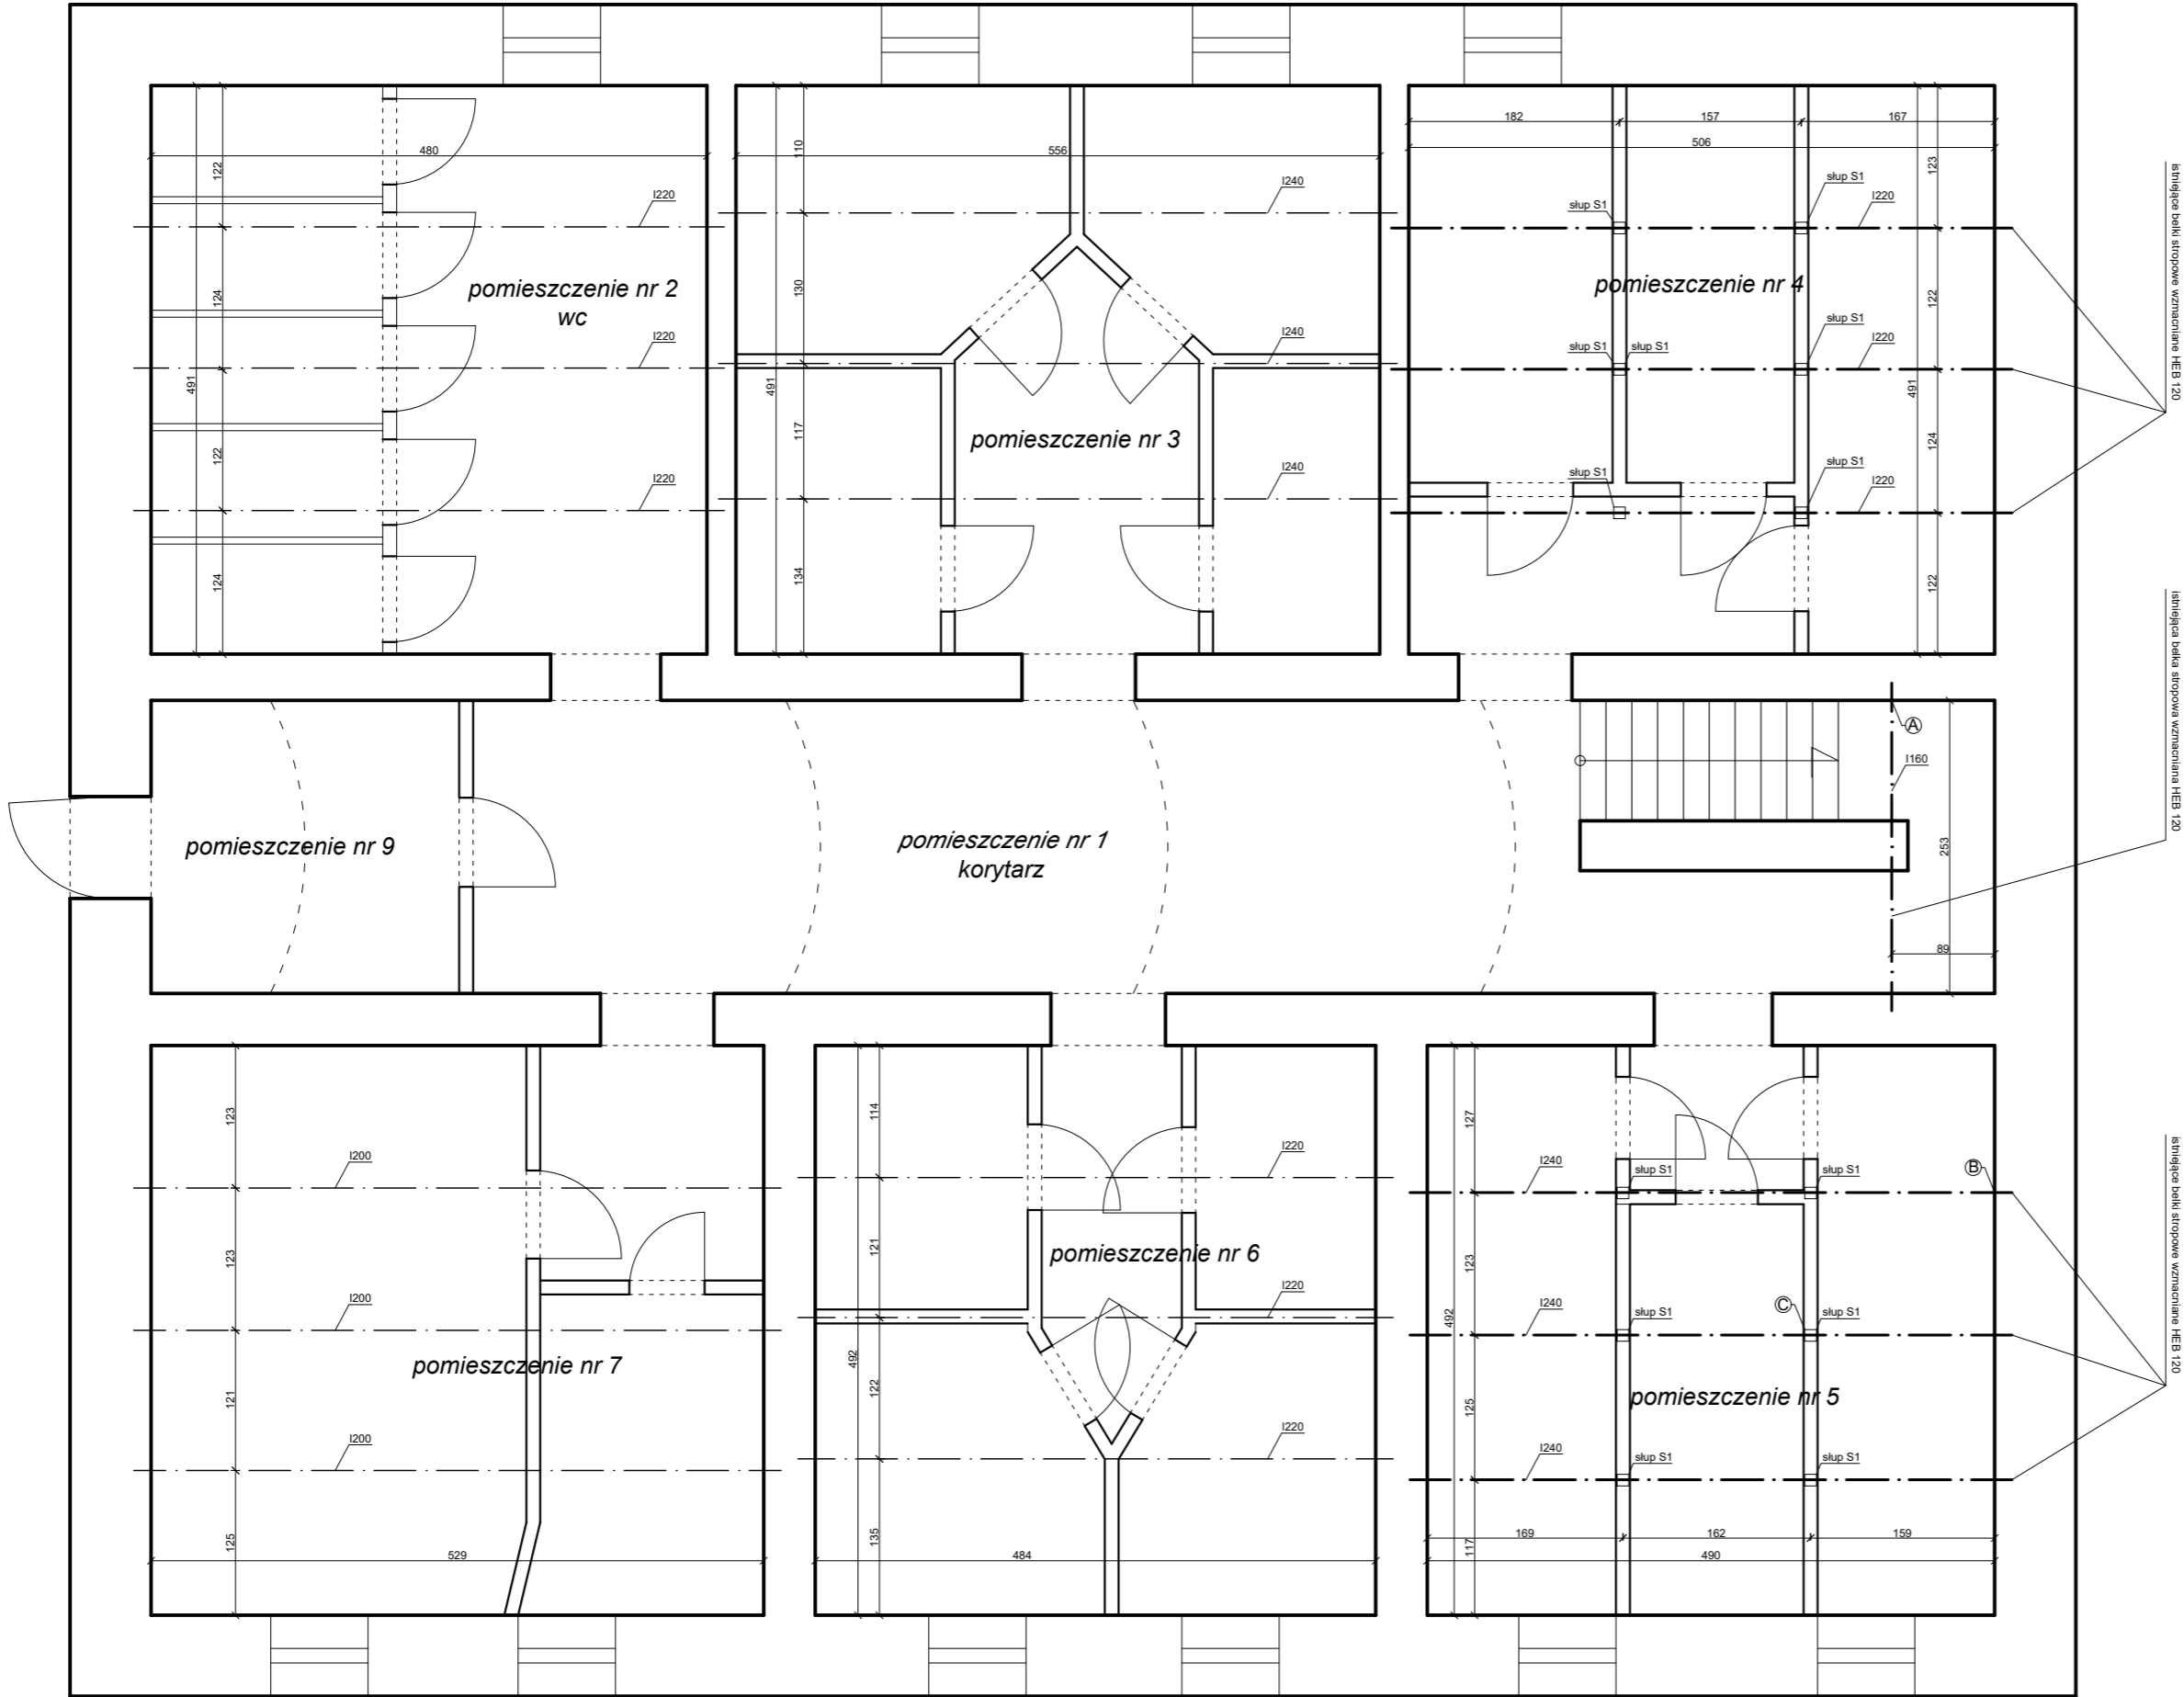 182
157
167
506
123
122
124
122
491
słup S1
słup S1
I220
słup S1
słup S1
słup S1
I220
słup S1
słup S1
I220
pomieszczenie nr 4
istniejące belki stropowe wzmacniane HEB 120
480
122
124
122
124
491
I220
I220
I220
pomieszczenie nr 2
wc
556
110
130
117
134
491
I240
I240
I240
pomieszczenie nr 3
pomieszczenie nr 9
pomieszczenie nr 1
korytarz
A
I160
253
89
istniejąca belka stropowa wzmacniana HEB 120
123
123
121
125
I200
I200
I200
pomieszczenie nr 7
529
114
121
122
135
492
I220
I220
I220
pomieszczenie nr 6
484
127
123
125
117
492
I240
słup S1
słup S1
B
I240
słup S1
C
słup S1
pomieszczenie nr 5
I240
słup S1
słup S1
169
162
159
490
istniejące belki stropowe wzmacniane HEB 120